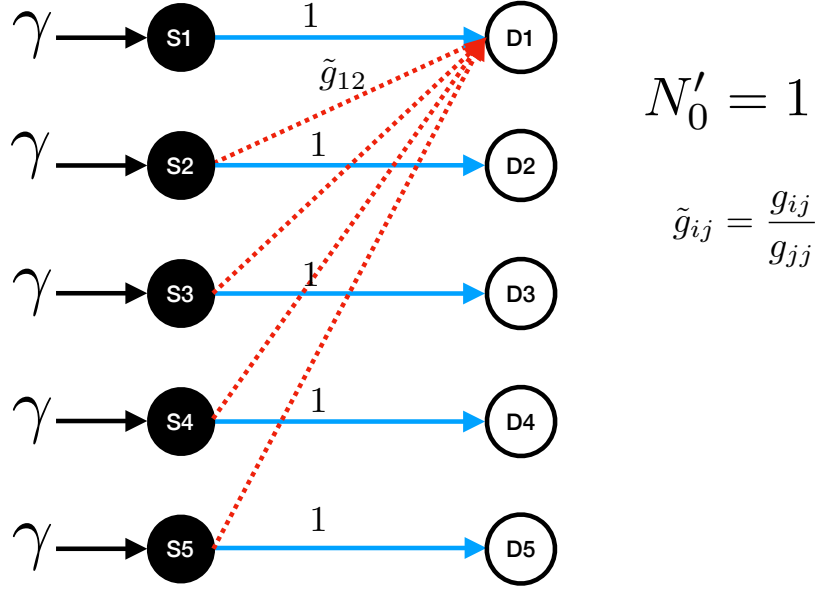 γ S1 1 D1
g̃₁₂
N₀′ = 1
γ S2 1 D2
g̃ᵢⱼ = gᵢⱼ / gⱼⱼ
γ S3 1 D3
γ S4 1 D4
γ S5 1 D5